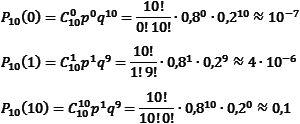 P₁₀(0) = C₁₀⁰p⁰q¹⁰ = 10!/(0! 10!) · 0,8⁰ · 0,2¹⁰ ≈ 10⁻⁷
P₁₀(1) = C₁₀¹p¹q⁹ = 10!/(1! 9!) · 0,8¹ · 0,2⁹ ≈ 4 · 10⁻⁶
P₁₀(10) = C₁₀¹⁰p¹q⁹ = 10!/(10! 0!) · 0,8¹⁰ · 0,2⁰ ≈ 0,1